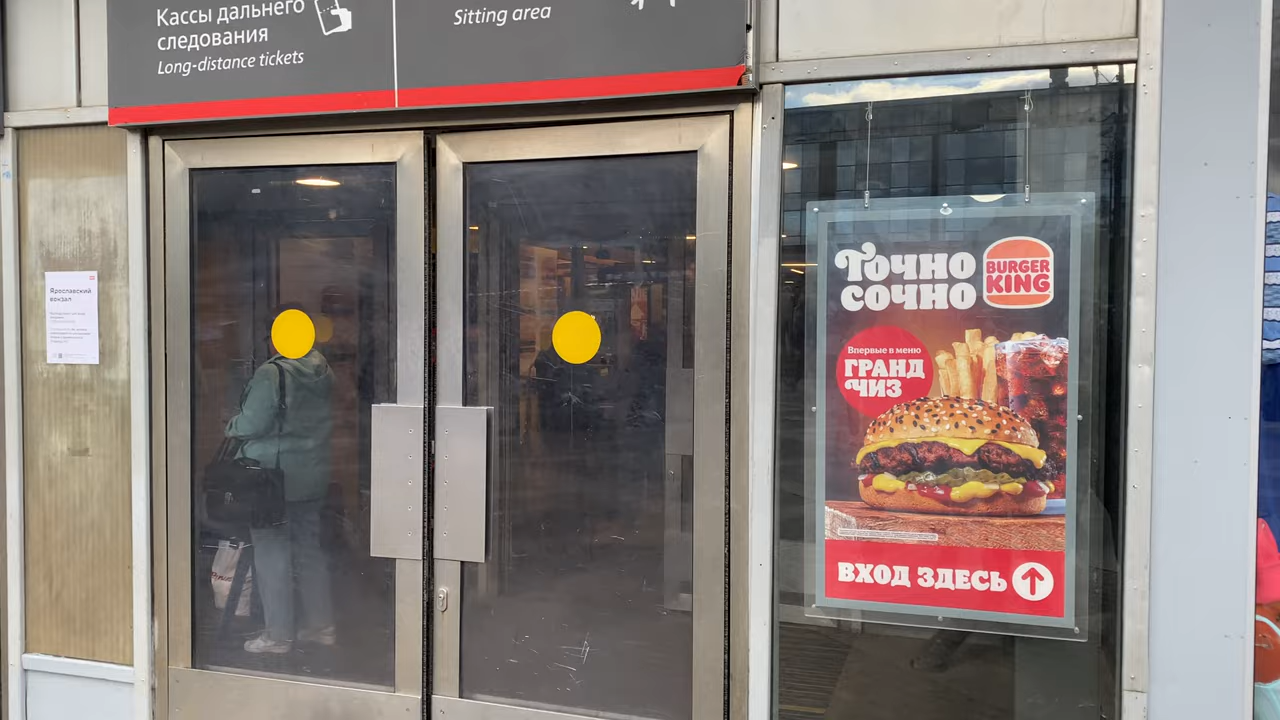 Кассы дальнего
следования
Long-distance tickets
Sitting area
Ярославский
вокзал
Точно
сочно
BURGER
KING
Впервые в меню
ГРАНД
ЧИЗ
ВХОД ЗДЕСЬ